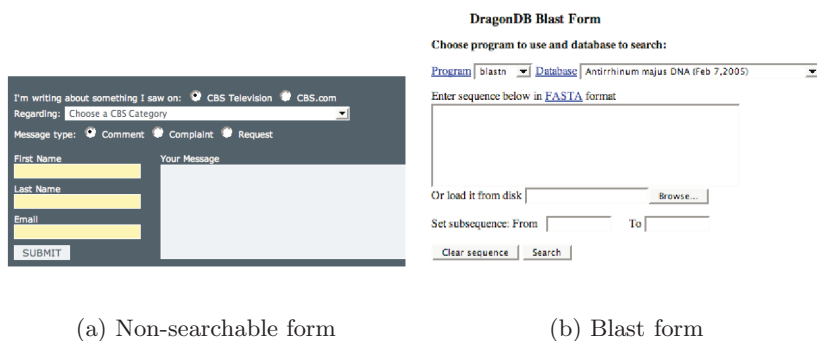 I'm writing about something I saw on: CBS Television CBS.com
Regarding: Choose a CBS Category
Message type: Comment Complaint Request
First Name Your Message
Last Name
Email
SUBMIT
(a) Non-searchable form
DragonDB Blast Form
Choose program to use and database to search:
Program blastn Database Antirrhinum majus DNA (Feb 7,2005)
Enter sequence below in FASTA format
Or load it from disk Browse...
Set subsequence: From To
Clear sequence Search
(b) Blast form